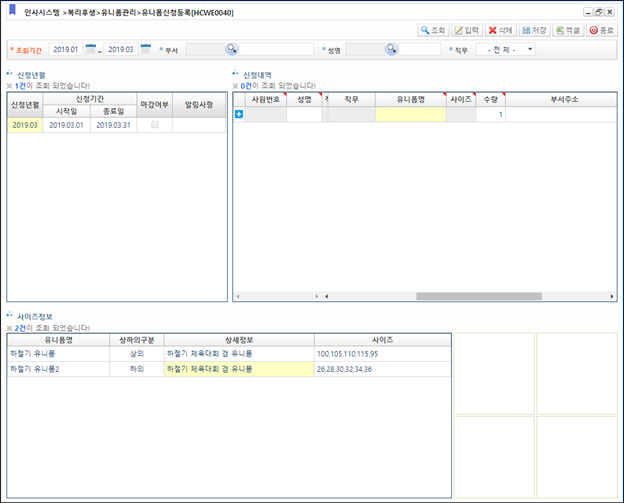 인사시스템 >복리후생>유니폼관리>유니폼신청등록[HCWE0040]
조회 입력 삭제 저장 엑셀 종료
* 조회기간 2019.01 ~ 2019.03 * 부서 * 성명 * 직무 - 전 체 -
신청년월
※ 1건이 조회 되었습니다!
신청년월 신청기간 마감여부 알림사항
시작일 종료일
2019.03 2019.03.01 2019.03.31
신청내역
※ 0건이 조회 되었습니다!
사원번호 성명 직무 유니폼명 사이즈 수량 부서주소
1
사이즈정보
※ 2건이 조회 되었습니다!
유니폼명 상하의구분 상세정보 사이즈
하절기 유니폼 상의 하절기 체육대회 겸 유니폼 100,105,110,115,95
하절기 유니폼2 하의 하절기 체육대회 겸 유니폼 26,28,30,32,34,36